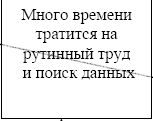 Много времени
тратится на
рутинный труд
и поиск данных